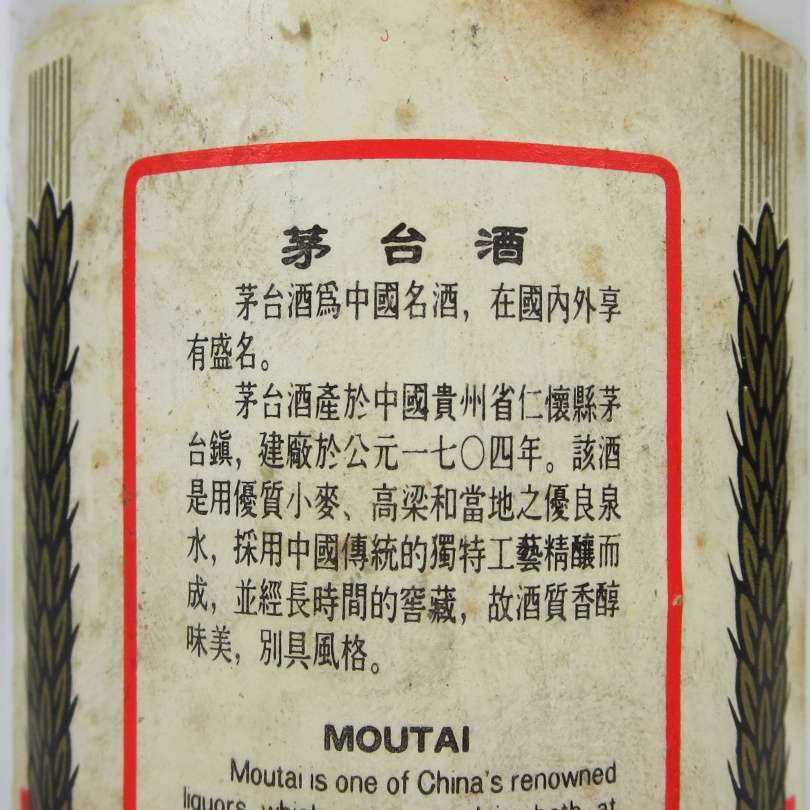 茅台酒
茅台酒爲中國名酒，在國內外享
有盛名。
茅台酒產於中國貴州省仁懷縣茅
台鎮，建廠於公元一七〇四年。該酒
是用優質小麥、高梁和當地之優良泉
水，採用中國傳統的獨特工藝精釀而
成，並經長時間的窖藏，故酒質香醇
味美，別具風格。
MOUTAI
Moutai is one of China's renowned
liquors both at